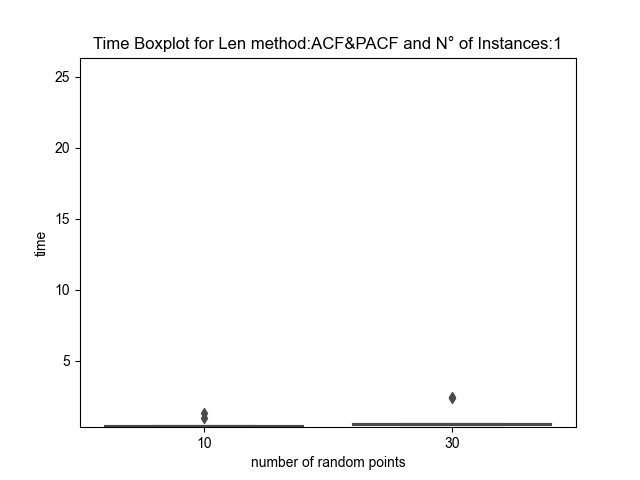 Time Boxplot for Len method:ACF&PACF and N° of Instances:1
25
20
15
10
5
time
10 30
number of random points